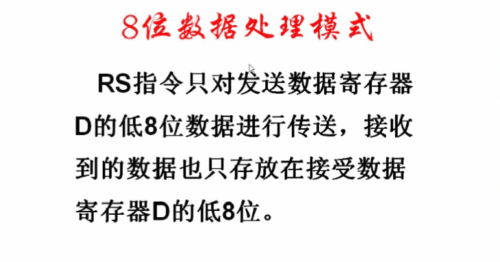 8位数据处理模式
RS指令只对发送数据寄存器
D的低8位数据进行传送，接收
到的数据也只存放在接受数据
寄存器D的低8位。